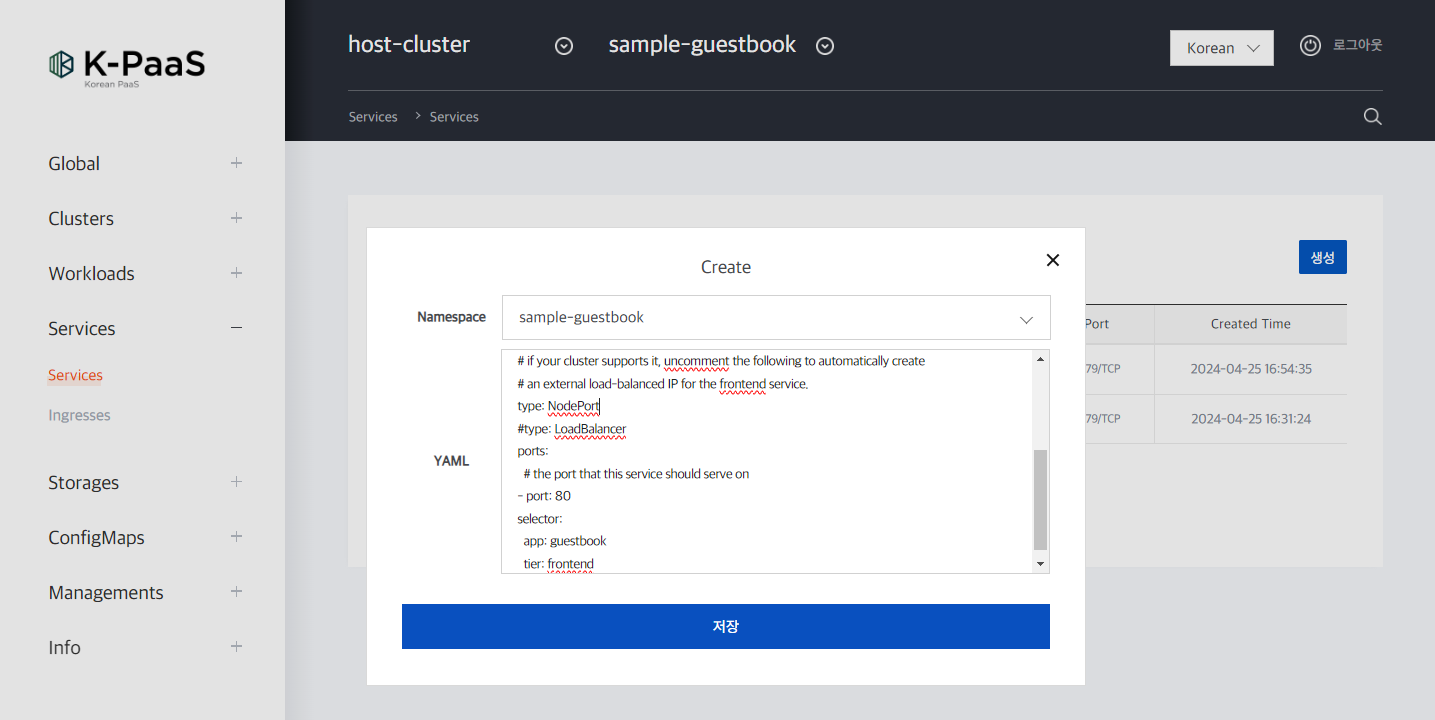 K-PaaS
Korean PaaS
host-cluster
sample-guestbook
Korean
로그아웃
Services > Services
Global
Clusters
Workloads
Services
Services
Ingresses
Storages
ConfigMaps
Managements
Info
생성
Port
Created Time
79/TCP
2024-04-25 16:54:35
79/TCP
2024-04-25 16:31:24
Create
Namespace
sample-guestbook
YAML
# if your cluster supports it, uncomment the following to automatically create
# an external load-balanced IP for the frontend service.
type: NodePort
#type: LoadBalancer
ports:
# the port that this service should serve on
- port: 80
selector:
app: guestbook
tier: frontend
저장